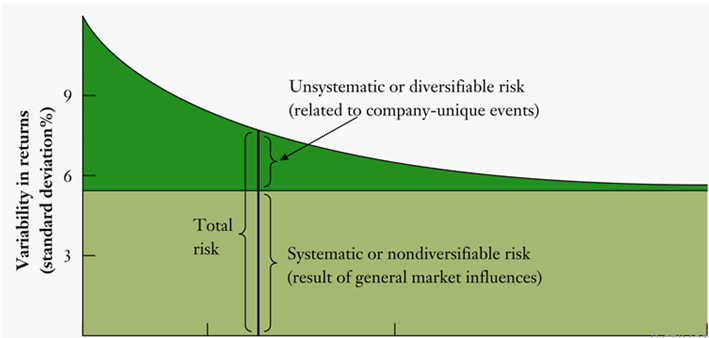 Variability in returns
(standard deviation%)
9
6
3
Unsystematic or diversifiable risk
(related to company-unique events)
Total
risk
Systematic or nondiversifiable risk
(result of general market influences)